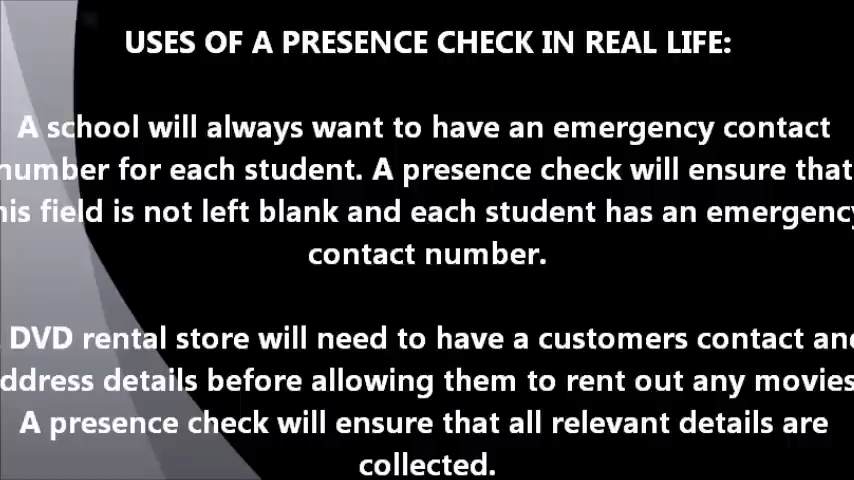 USES OF A PRESENCE CHECK IN REAL LIFE:
A school will always want to have an emergency contact
number for each student. A presence check will ensure that
his field is not left blank and each student has an emergency
contact number.
DVD rental store will need to have a customers contact and
ddress details before allowing them to rent out any movies
A presence check will ensure that all relevant details are
collected.